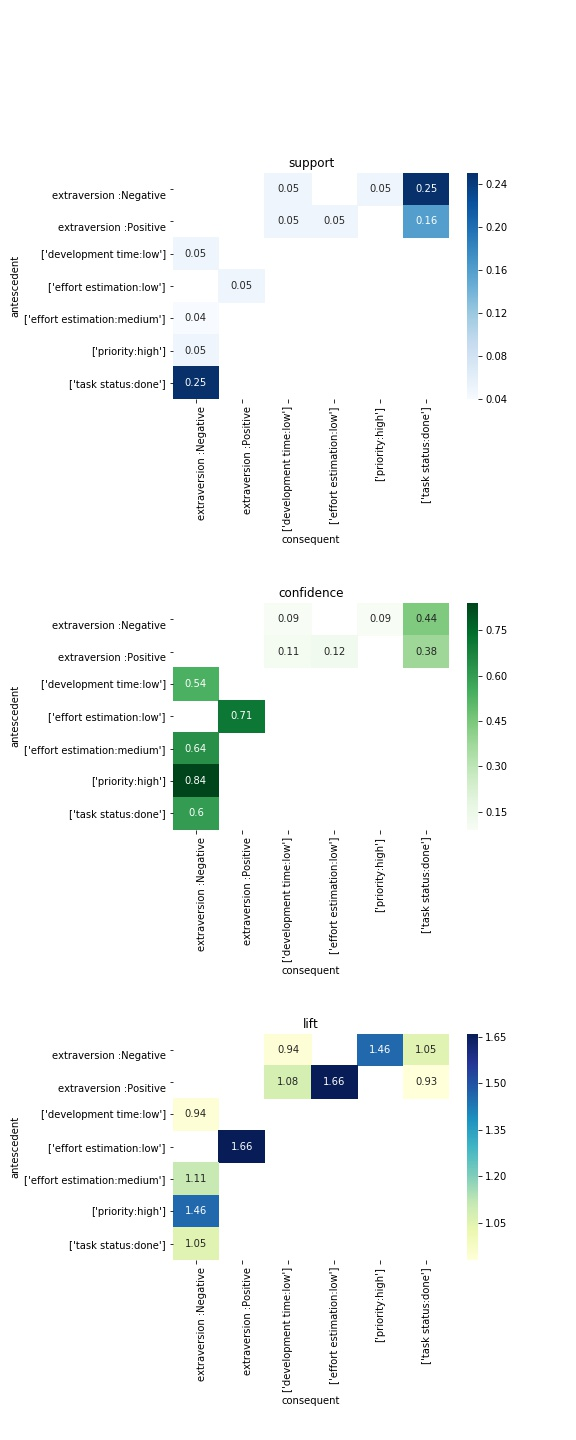 support
extraversion :Negative
0.05
0.05
0.25
0.24
extraversion :Positive
0.05
0.05
0.16
0.20
['development time:low']
0.05
0.16
antescedent
['effort estimation:low']
0.05
['effort estimation:medium']
0.04
0.12
['priority:high']
0.05
0.08
['task status:done']
0.25
0.04
extraversion :Negative
extraversion :Positive
['development time:low']
['effort estimation:low']
['priority:high']
['task status:done']
consequent
confidence
extraversion :Negative
0.09
0.09
0.44
0.75
extraversion :Positive
0.11
0.12
0.38
0.60
['development time:low']
0.54
antescedent
['effort estimation:low']
0.71
0.45
['effort estimation:medium']
0.64
0.30
['priority:high']
0.84
['task status:done']
0.6
0.15
extraversion :Negative
extraversion :Positive
['development time:low']
['effort estimation:low']
['priority:high']
['task status:done']
consequent
lift
extraversion :Negative
0.94
1.46
1.05
1.65
extraversion :Positive
1.08
1.66
0.93
1.50
['development time:low']
0.94
1.35
antescedent
['effort estimation:low']
1.66
['effort estimation:medium']
1.11
1.20
['priority:high']
1.46
1.05
['task status:done']
1.05
extraversion :Negative
extraversion :Positive
['development time:low']
['effort estimation:low']
['priority:high']
['task status:done']
consequent